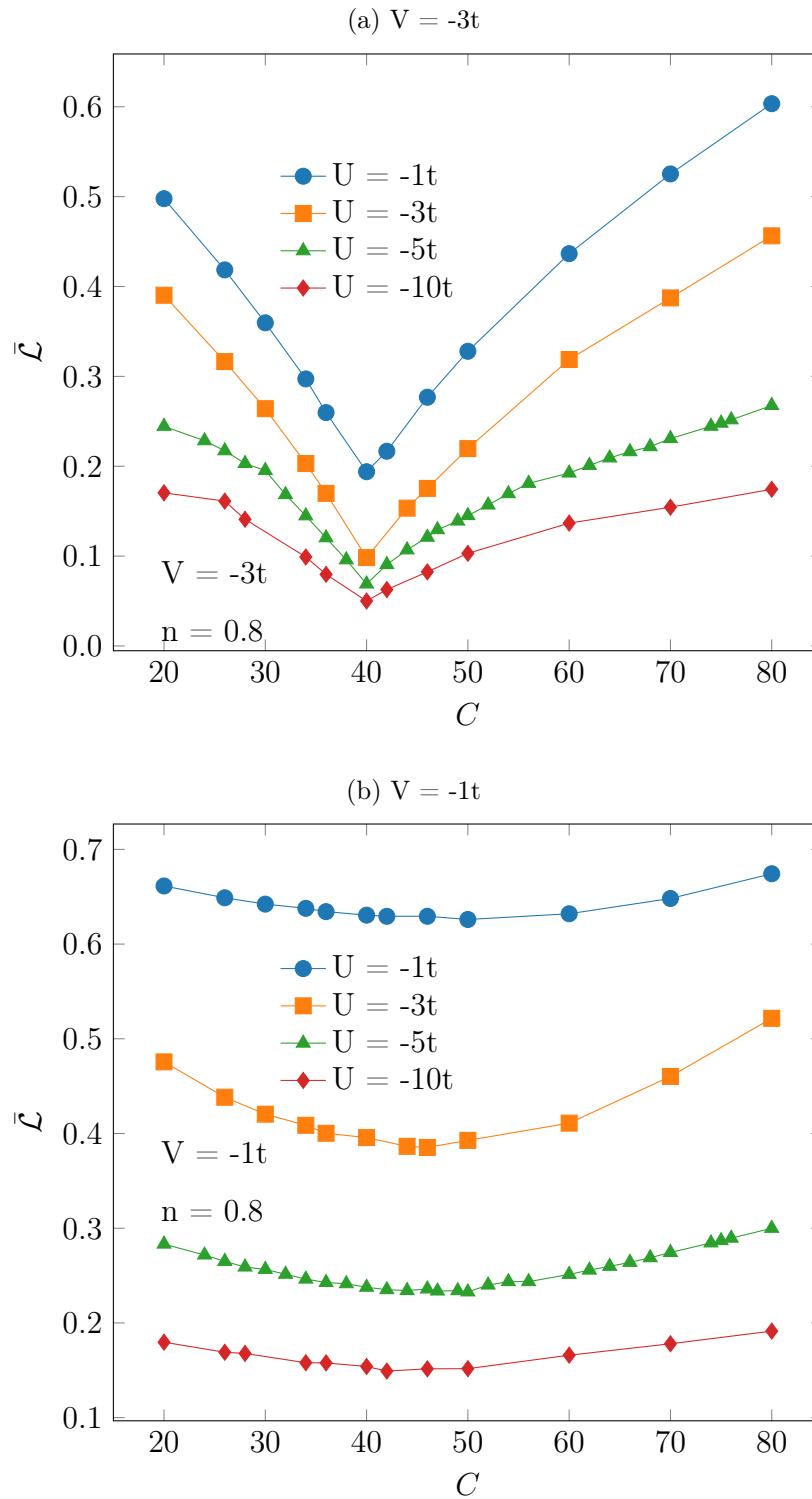 (a) V = -3t
0.6
0.5
0.4
0.3
0.2
0.1
0.0
U = -1t
U = -3t
U = -5t
U = -10t
V = -3t
n = 0.8
20 30 40 50 60 70 80
C
ℒ̄
(b) V = -1t
0.7
0.6
0.5
0.4
0.3
0.2
0.1
U = -1t
U = -3t
U = -5t
U = -10t
V = -1t
n = 0.8
20 30 40 50 60 70 80
C
ℒ̄